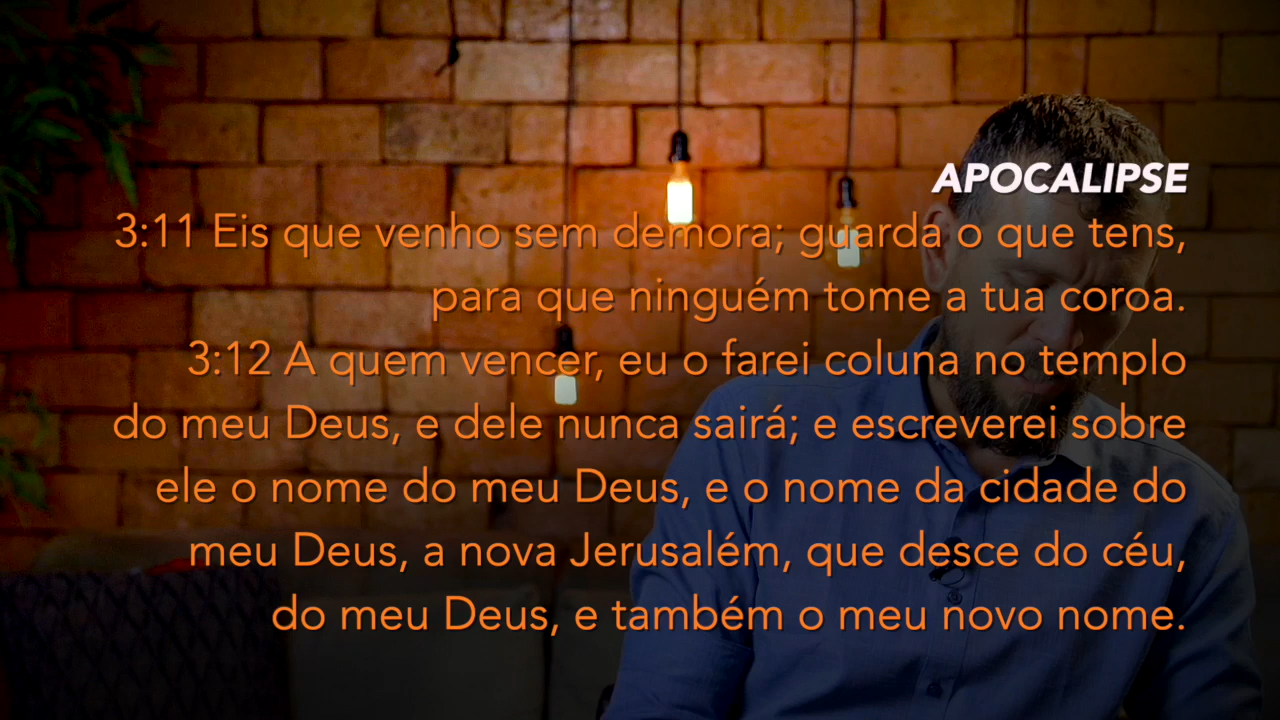 APOCALIPSE
3:11 Eis que venho sem demora; guarda o que tens,
para que ninguém tome a tua coroa.
3:12 A quem vencer, eu o farei coluna no templo
do meu Deus, e dele nunca sairá; e escreverei sobre
ele o nome do meu Deus, e o nome da cidade do
meu Deus, a nova Jerusalém, que desce do céu,
do meu Deus, e também o meu novo nome.